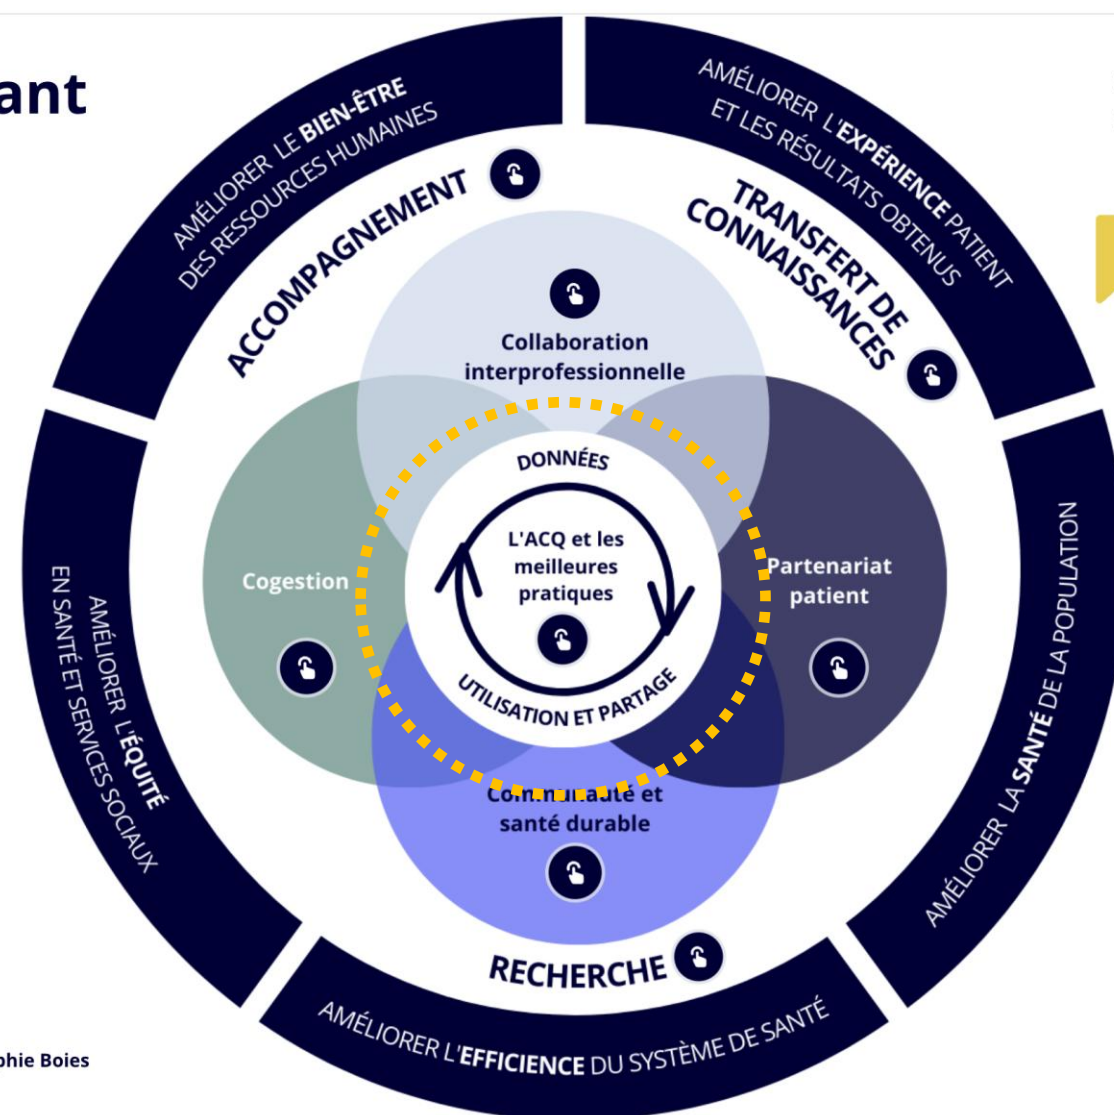 ant
AMÉLIORER LE BIEN-ÊTRE
DES RESSOURCES HUMAINES
AMÉLIORER L'EXPÉRIENCE PATIENT
ET LES RÉSULTATS OBTENUS
ACCOMPAGNEMENT
TRANSFERT DE
CONNAISSANCES
Collaboration
interprofessionnelle
DONNÉES
L'ACQ et les
meilleures
pratiques
UTILISATION ET PARTAGE
Cogestion
Partenariat
patient
Communauté et
santé durable
AMÉLIORER L'ÉQUITÉ
EN SANTÉ ET SERVICES SOCIAUX
AMÉLIORER LA SANTÉ DE LA POPULATION
RECHERCHE
AMÉLIORER L'EFFICIENCE DU SYSTÈME DE SANTÉ
phie Boies